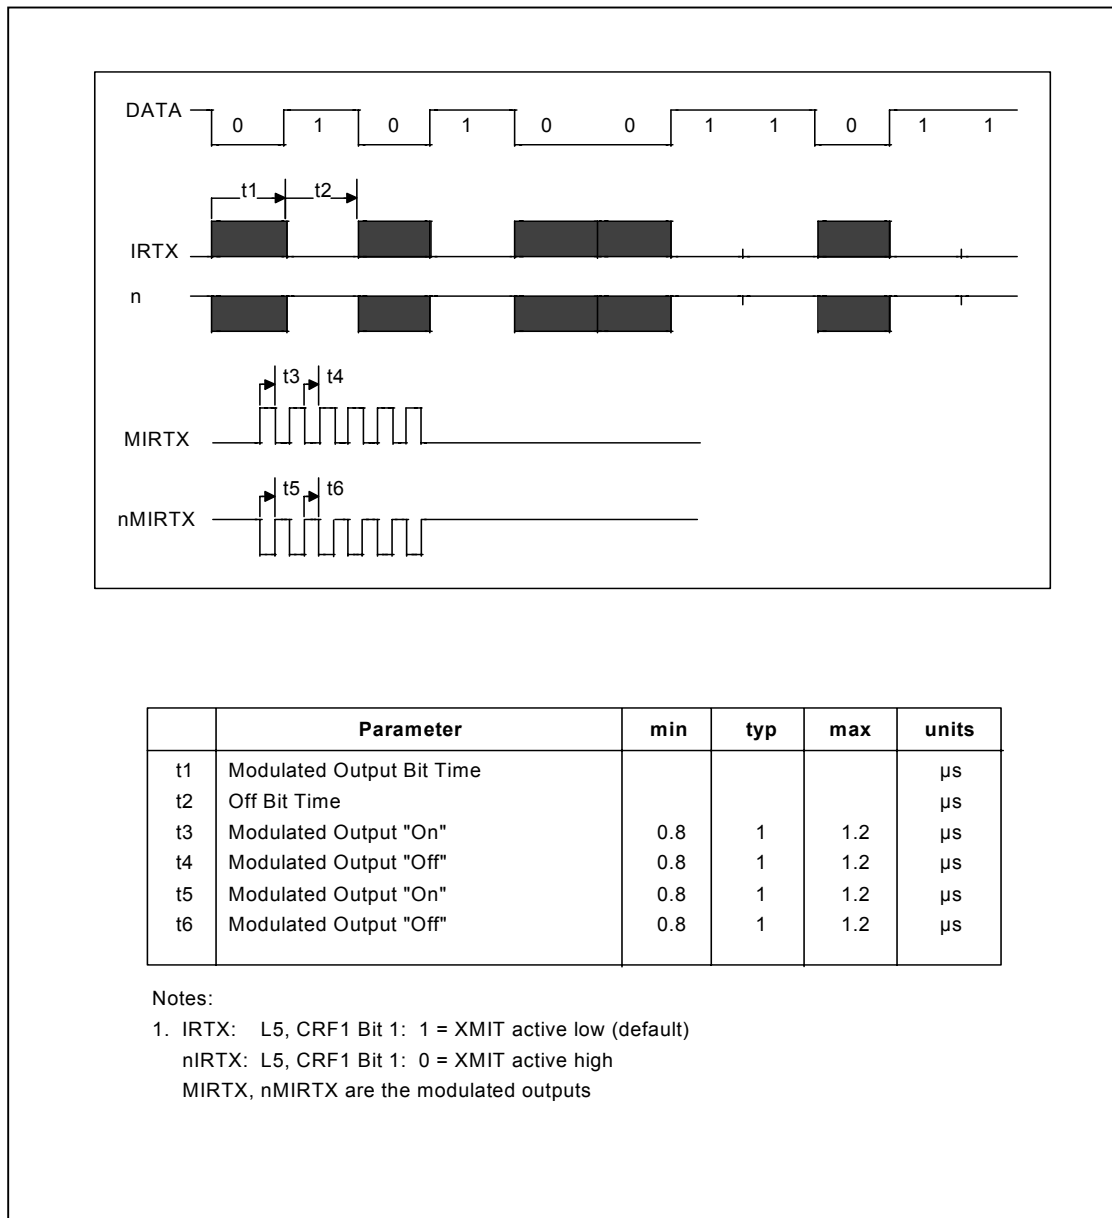 DATA 0 1 0 1 0 0 1 1 0 1 1
t1 t2
IRTX
n
t3 t4
MIRTX
t5 t6
nMIRTX
Parameter min typ max units
t1 Modulated Output Bit Time µs
t2 Off Bit Time µs
t3 Modulated Output "On" 0.8 1 1.2 µs
t4 Modulated Output "Off" 0.8 1 1.2 µs
t5 Modulated Output "On" 0.8 1 1.2 µs
t6 Modulated Output "Off" 0.8 1 1.2 µs
Notes:
1. IRTX: L5, CRF1 Bit 1: 1 = XMIT active low (default)
nIRTX: L5, CRF1 Bit 1: 0 = XMIT active high
MIRTX, nMIRTX are the modulated outputs